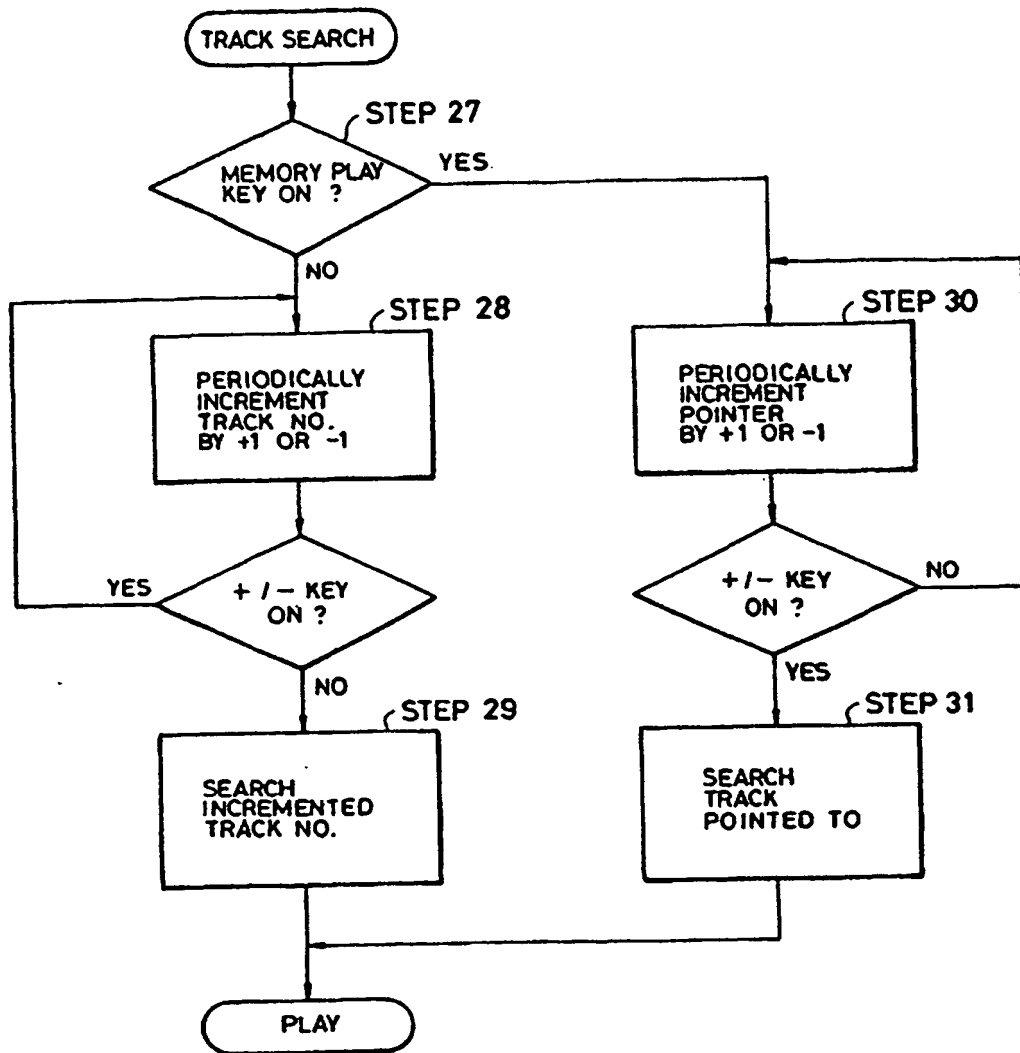 TRACK SEARCH
STEP 27
MEMORY PLAY
KEY ON ?
YES
NO
STEP 28
PERIODICALLY
INCREMENT
TRACK NO.
BY +1 OR -1
+ / - KEY
ON ?
YES
NO
STEP 29
SEARCH
INCREMENTED
TRACK NO.
STEP 30
PERIODICALLY
INCREMENT
POINTER
BY +1 OR -1
+ / - KEY
ON ?
NO
YES
STEP 31
SEARCH
TRACK
POINTED TO
PLAY